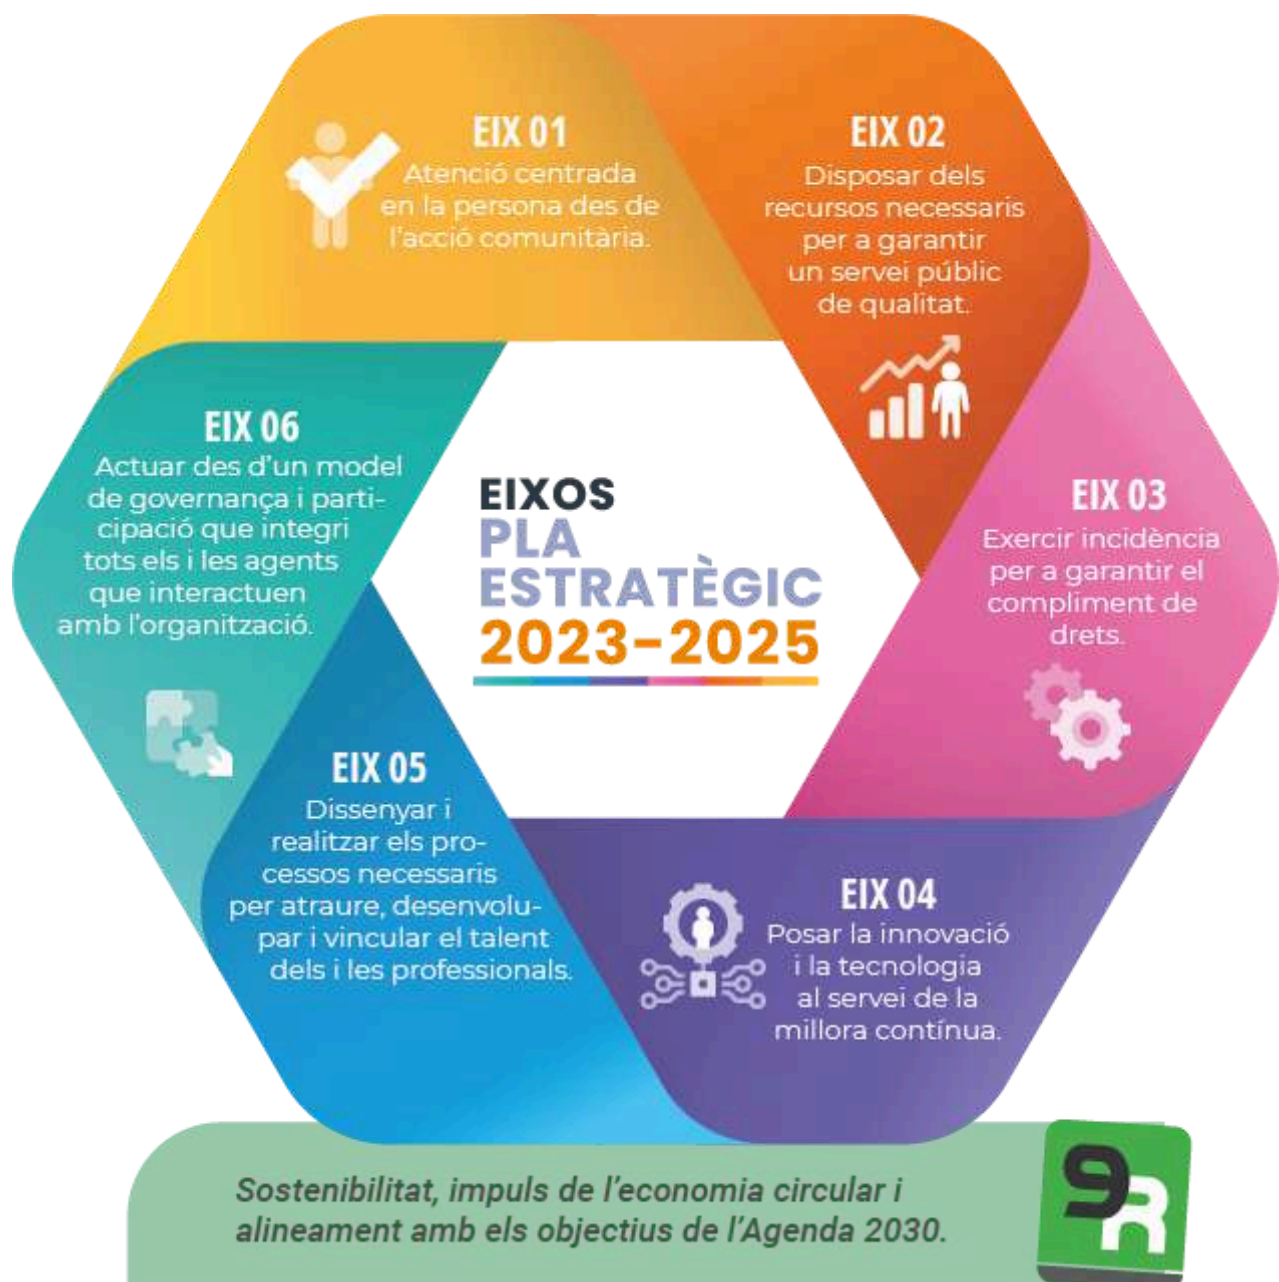 EIX 01
Atenció centrada
en la persona des de
l'acció comunitària.
EIX 02
Disposar dels
recursos necessaris
per a garantir
un servei públic
de qualitat.
EIX 03
Exercir incidència
per a garantir el
compliment de
drets.
EIX 04
Posar la innovació
i la tecnologia
al servei de la
millora contínua.
EIX 05
Dissenyar i
realitzar els pro-
cessos necessaris
per atraure, desenvolu-
par i vincular el talent
dels i les professionals.
EIX 06
Actuar des d'un model
de governança i parti-
cipació que integri
tots els i les agents
que interactuen
amb l'organització.
EIXOS
PLA
ESTRATÈGIC
2023-2025
Sostenibilitat, impuls de l'economia circular i
alineament amb els objectius de l'Agenda 2030.
9R